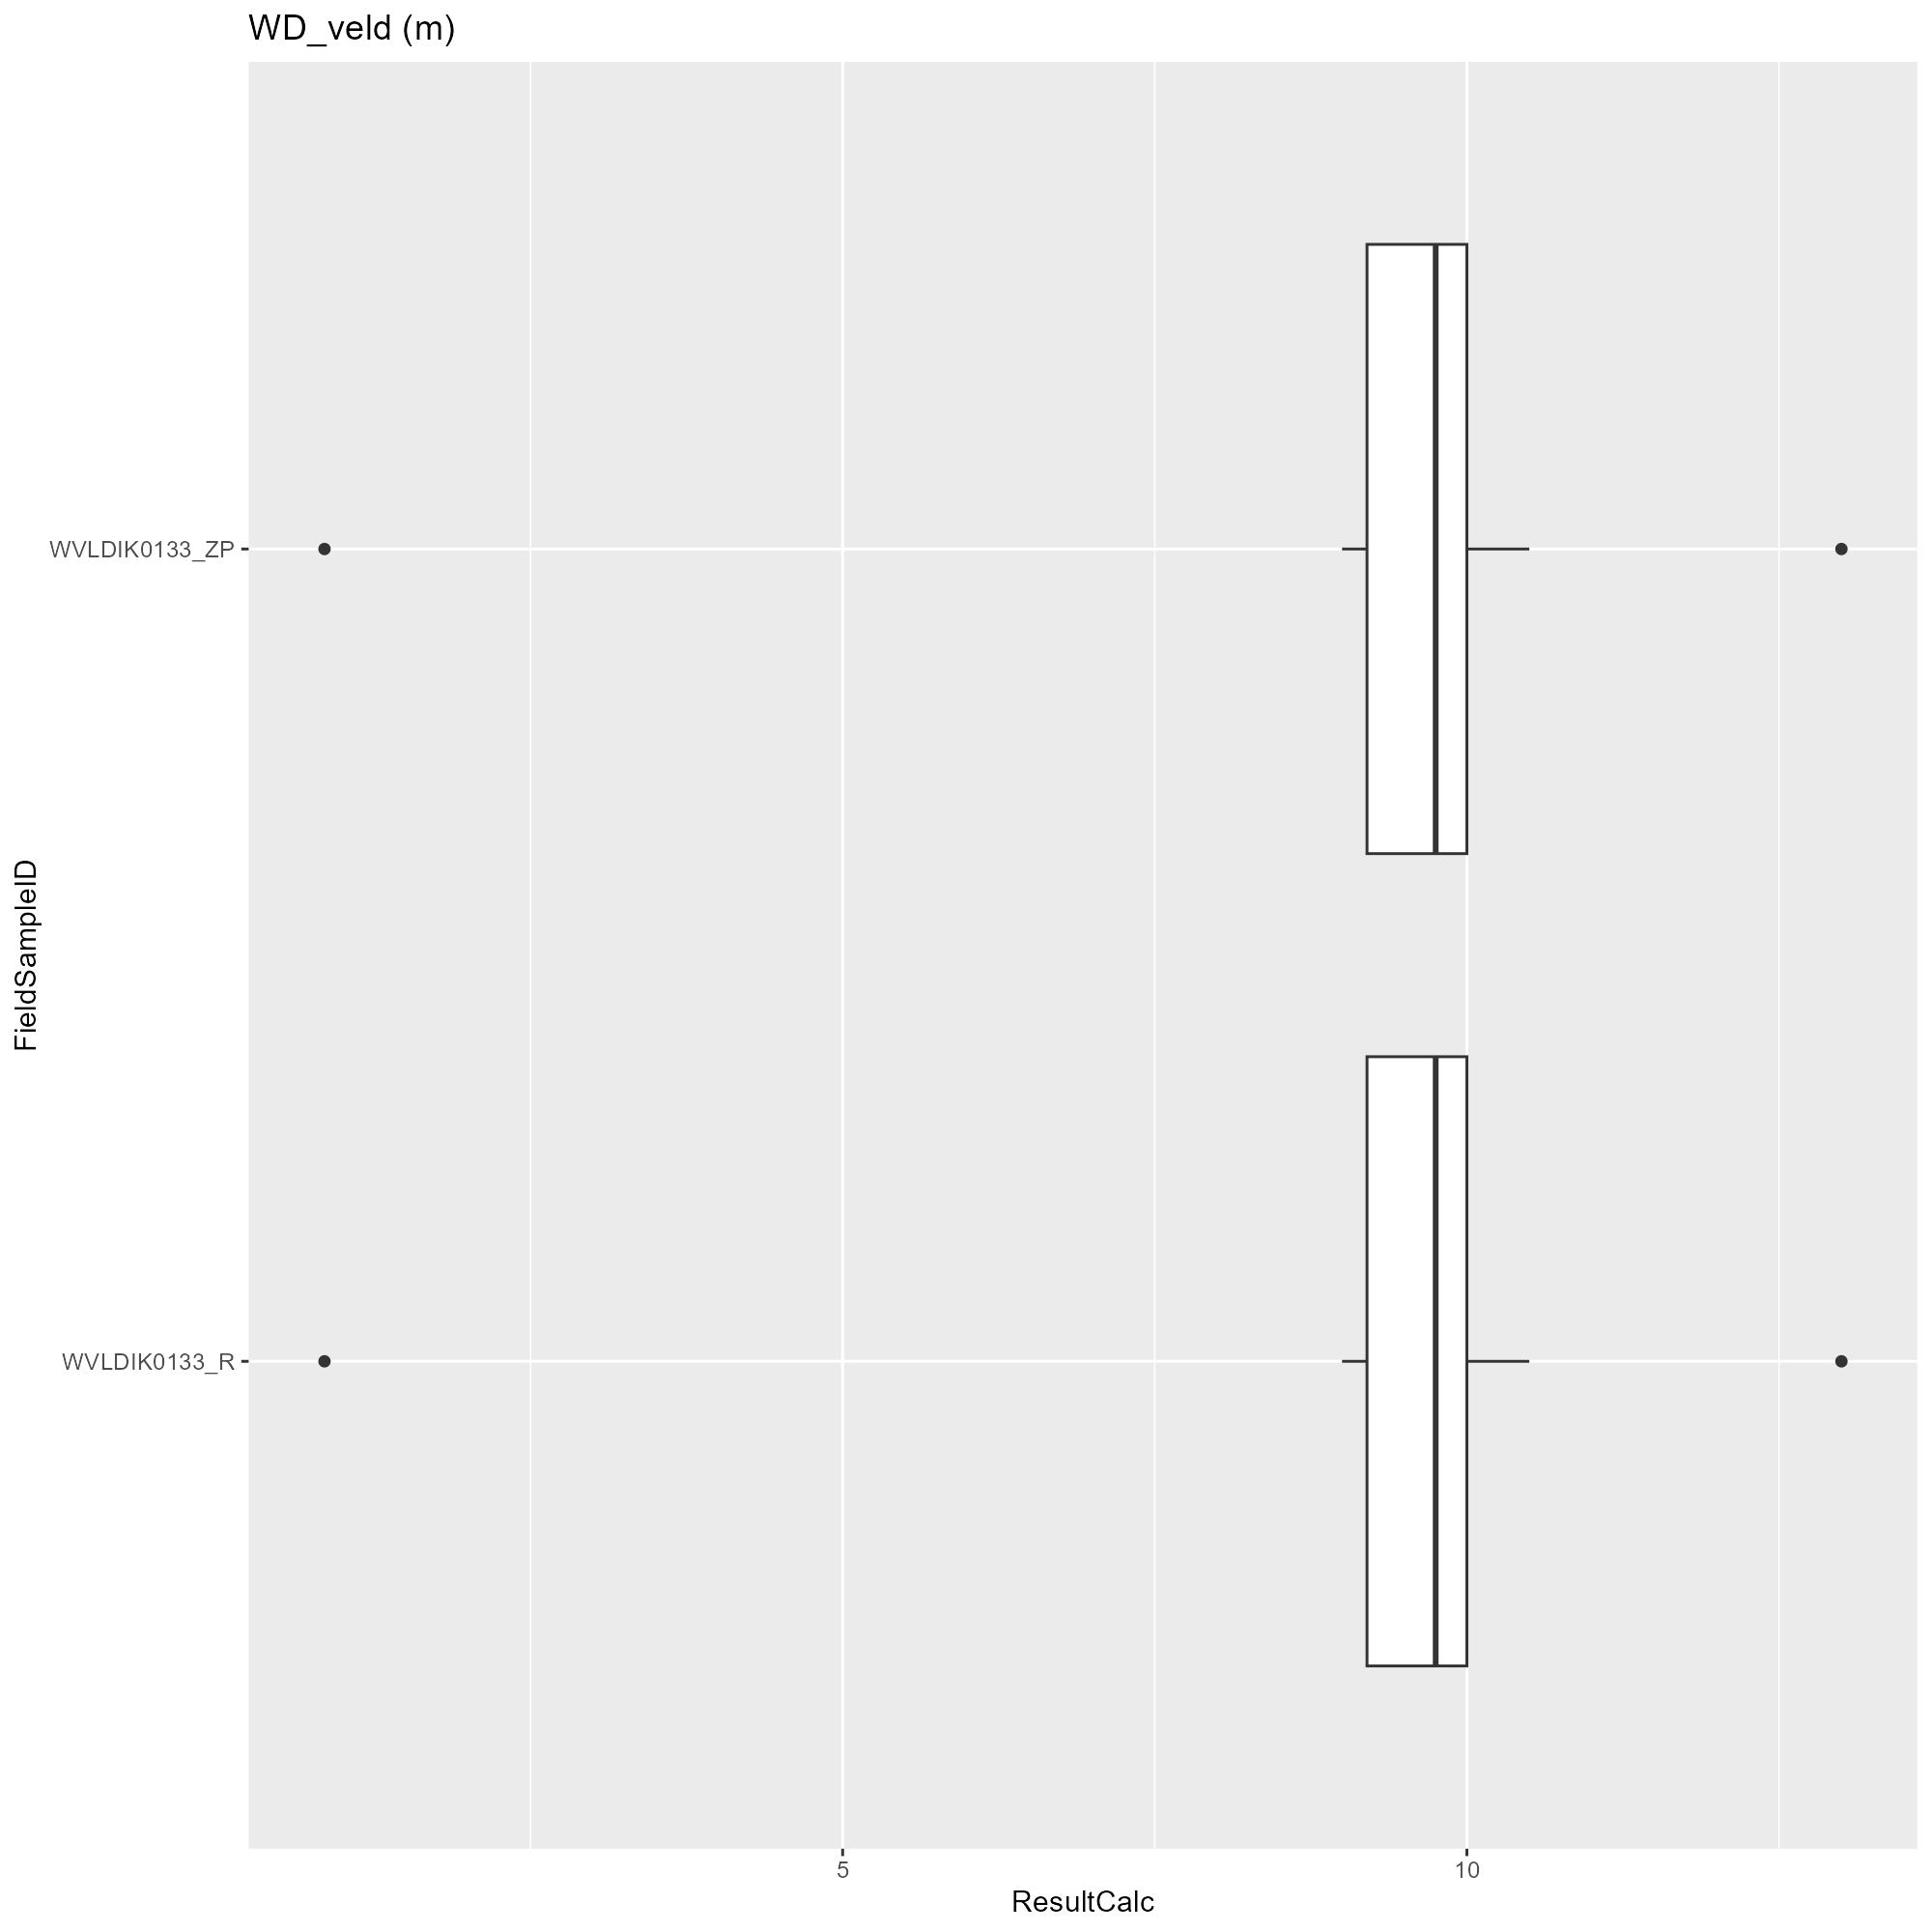 WD_veld (m)
FieldSampleID
WVLDIK0133_ZP
WVLDIK0133_R
5
10
ResultCalc